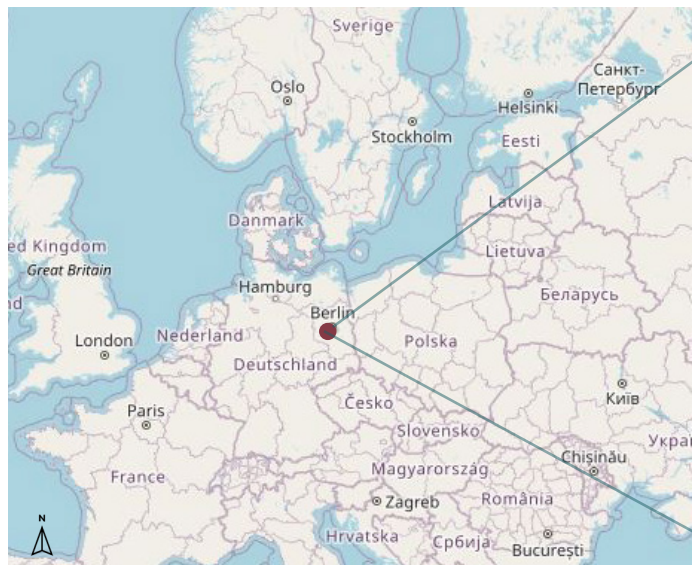 Sverige
Санкт-
Петербург
Oslo
Helsinki
Stockholm
Eesti
Latvija
Danmark
ed Kingdom
Lietuva
Great Britain
Hamburg
Беларусь
Berlin
Nederland
London
Polska
Deutschland
Київ
Česko
Paris
Slovensko
Украї
Chișinău
Magyarország
France
România
Zagreb
N
Hrvatska
Србија
București